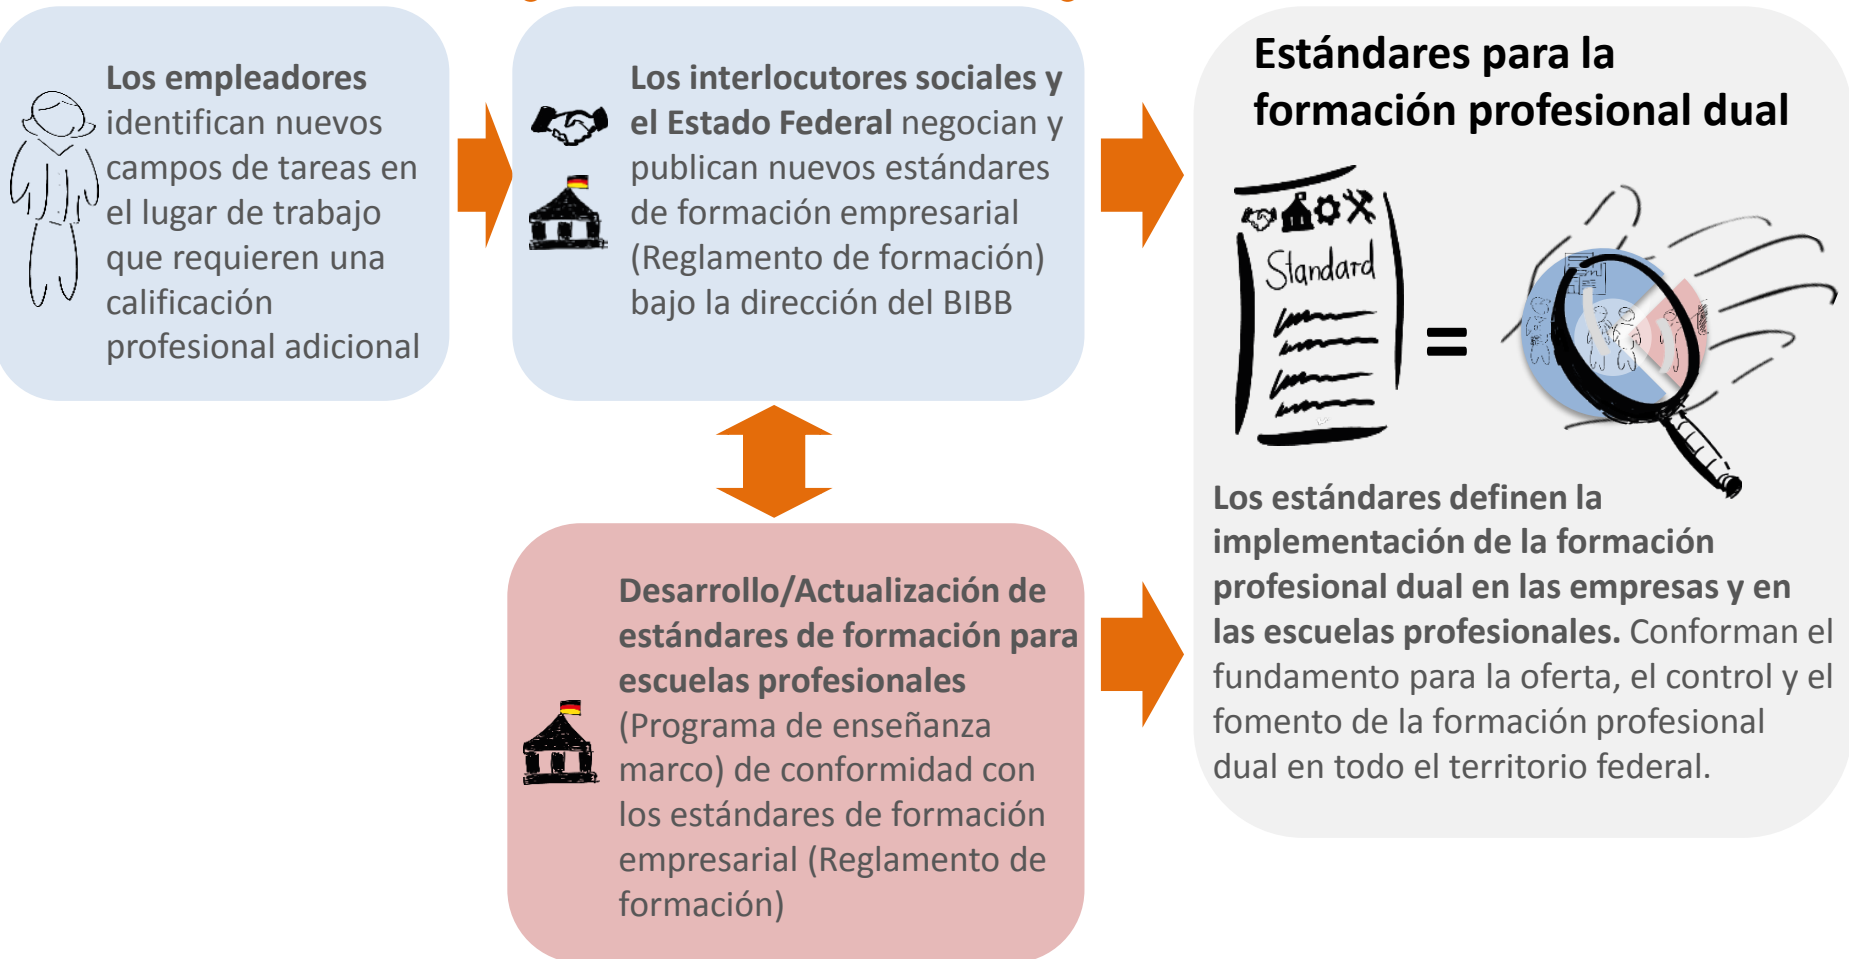 Los empleadores
identifican nuevos
campos de tareas en
el lugar de trabajo
que requieren una
calificación
profesional adicional
Los interlocutores sociales y
el Estado Federal negocian y
publican nuevos estándares
de formación empresarial
(Reglamento de formación)
bajo la dirección del BIBB
Desarrollo/Actualización de
estándares de formación para
escuelas profesionales
(Programa de enseñanza
marco) de conformidad con
los estándares de formación
empresarial (Reglamento de
formación)
Estándares para la
formación profesional dual
Standard
=
Los estándares definen la
implementación de la formación
profesional dual en las empresas y en
las escuelas profesionales. Conforman el
fundamento para la oferta, el control y el
fomento de la formación profesional
dual en todo el territorio federal.